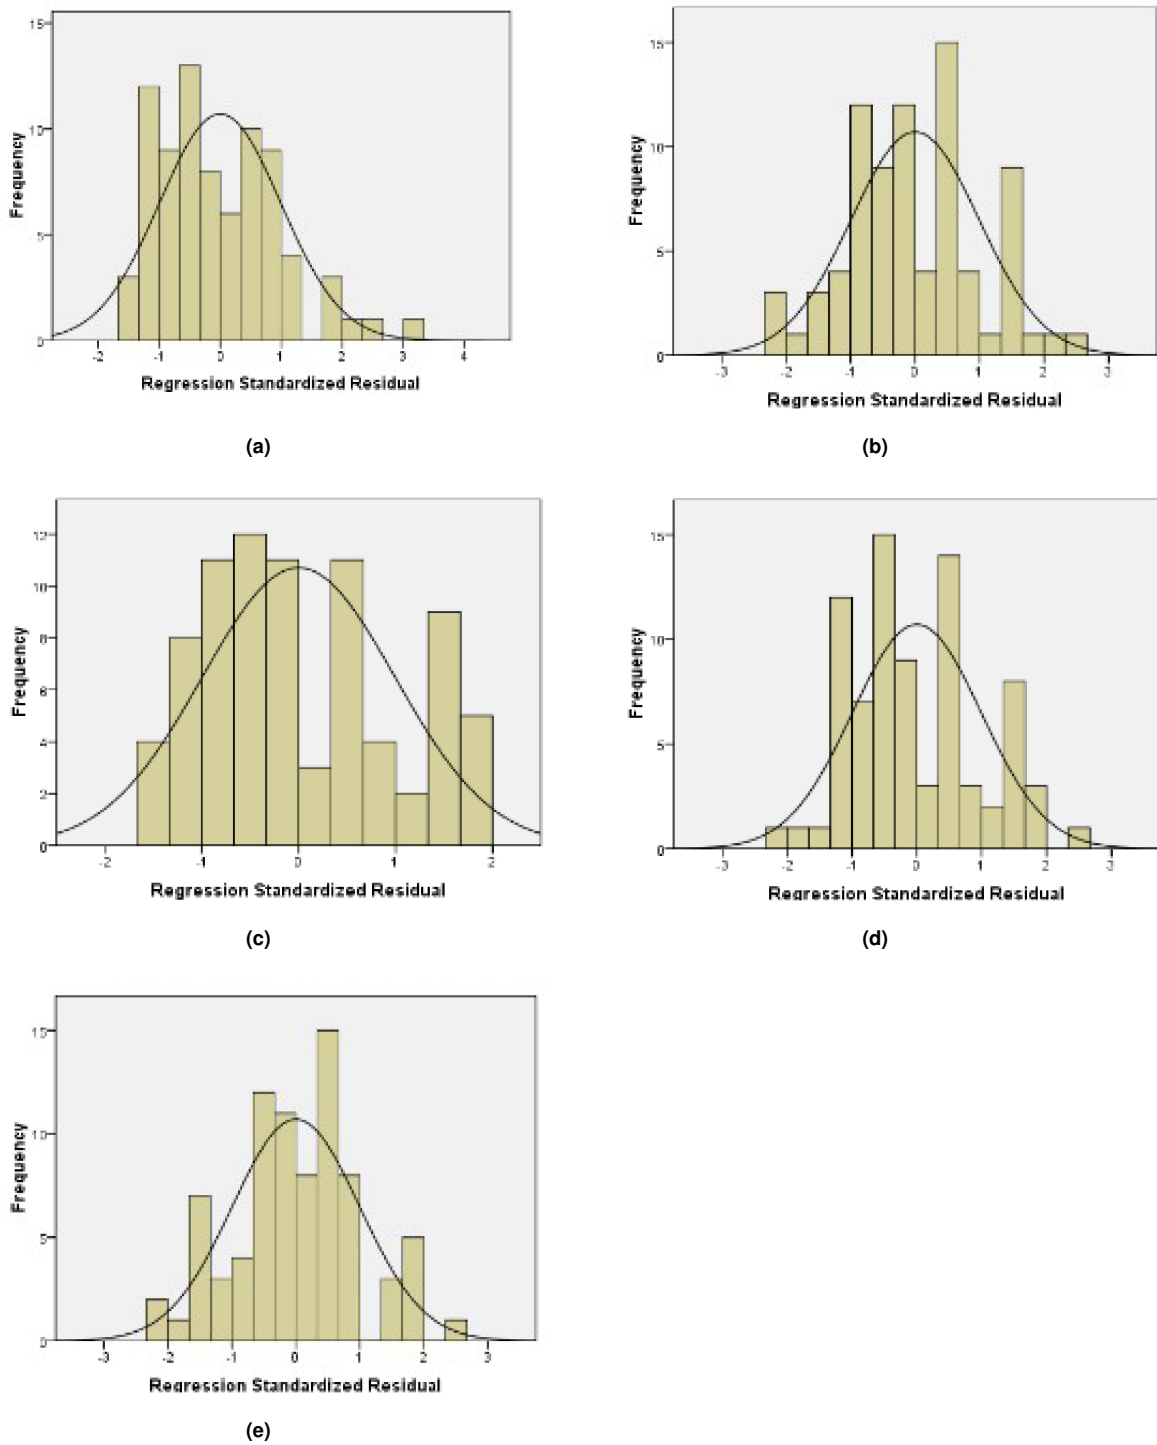 15
10
5
0
Frequency
-2 -1 0 1 2 3 4
Regression Standardized Residual
(a)
15
10
5
0
Frequency
-3 -2 -1 0 1 2 3
Regression Standardized Residual
(b)
12
10
8
6
4
2
0
Frequency
-2 -1 0 1 2
Regression Standardized Residual
(c)
15
10
5
0
Frequency
-3 -2 -1 0 1 2 3
Regression Standardized Residual
(d)
15
10
5
0
Frequency
-3 -2 -1 0 1 2 3
Regression Standardized Residual
(e)